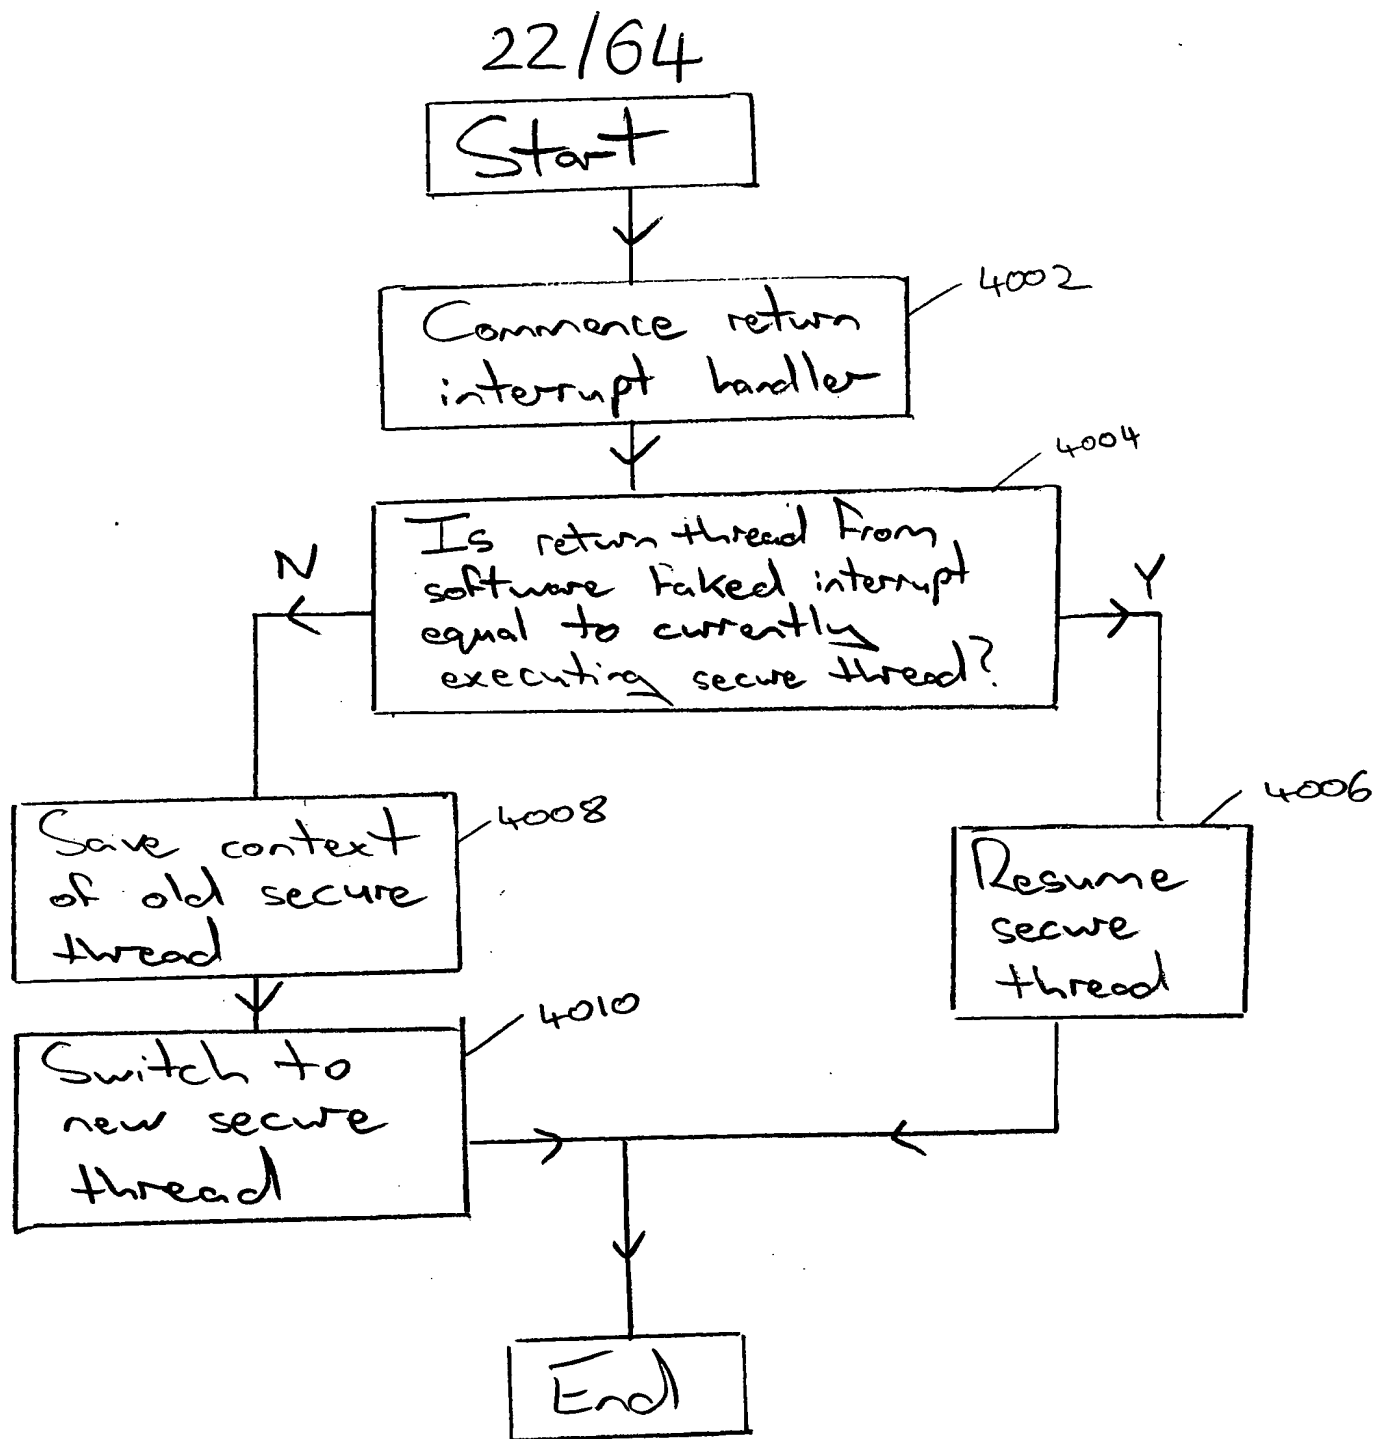 22/64
Start
4002
Commence return
interrupt handler
4004
Is return thread from
software faked interrupt
equal to currently
executing secure thread?
N
Y
4008
Save context
of old secure
thread
4006
Resume
secure
thread
4010
Switch to
new secure
thread
End